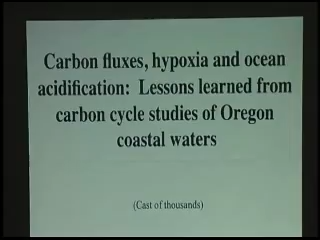 Carbon fluxes, hypoxia and ocean
acidification:  Lessons learned from
carbon cycle studies of Oregon
coastal waters
(Cast of thousands)